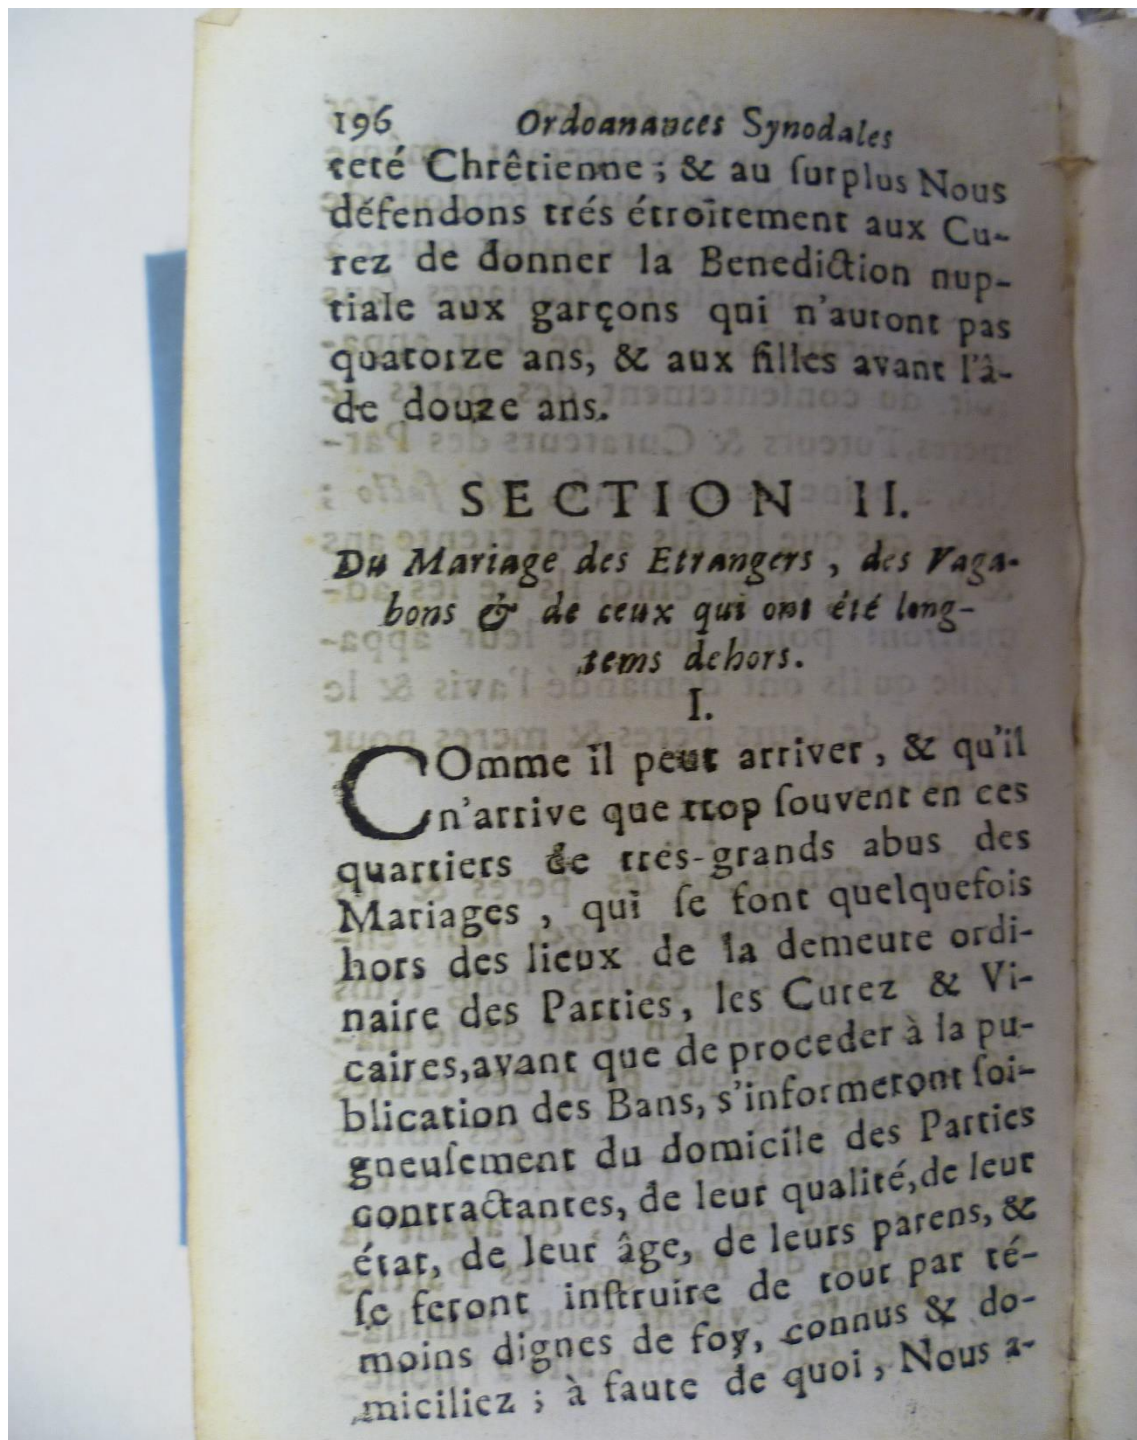 196 Ordoanances Synodales
teté Chrêtienne ; & au ſurplus Nous
défendons trés étroitement aux Cu-
rez de donner la Benediction nup-
tiale aux garçons qui n'auront pas
quatorze ans, & aux filles avant l'â-
de douze ans.
SECTION II.
Du Mariage des Etrangers, des Vaga-
bons & de ceux qui ont été long-
tems dehors.
I.
COmme il peut arriver, & qu'il
n'arrive que trop ſouvent en ces
quartiers de tres-grands abus des
Mariages, qui ſe font quelquefois
hors des lieux de la demeure ordi-
naire des Parties, les Curez & Vi-
caires, avant que de proceder à la pu-
blication des Bans, s'informeront ſoi-
gneuſement du domicile des Parties
contractantes, de leur qualité, de leur
état, de leur âge, de leurs parens, &
ſe feront inſtruire de tout par té-
moins dignes de foy, connus & do-
miciliez ; à faute de quoi, Nous a-